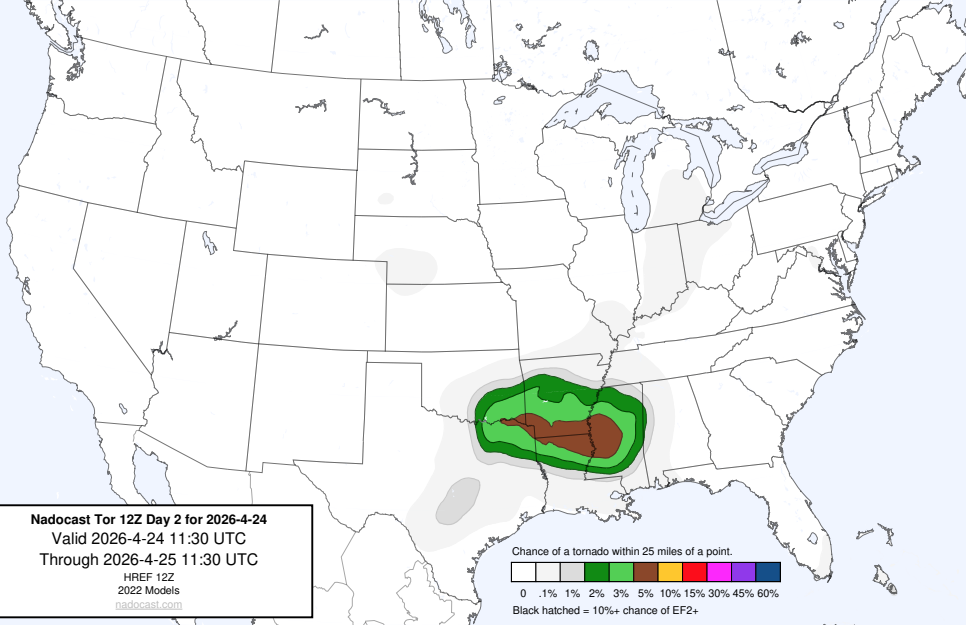 Nadocast Tor 12Z Day 2 for 2026-4-24
Valid 2026-4-24 11:30 UTC
Through 2026-4-25 11:30 UTC
HREF 12Z
2022 Models
nadocast.com
Chance of a tornado within 25 miles of a point.
0 .1% 1% 2% 3% 5% 10% 15% 30% 45% 60%
Black hatched = 10%+ chance of EF2+